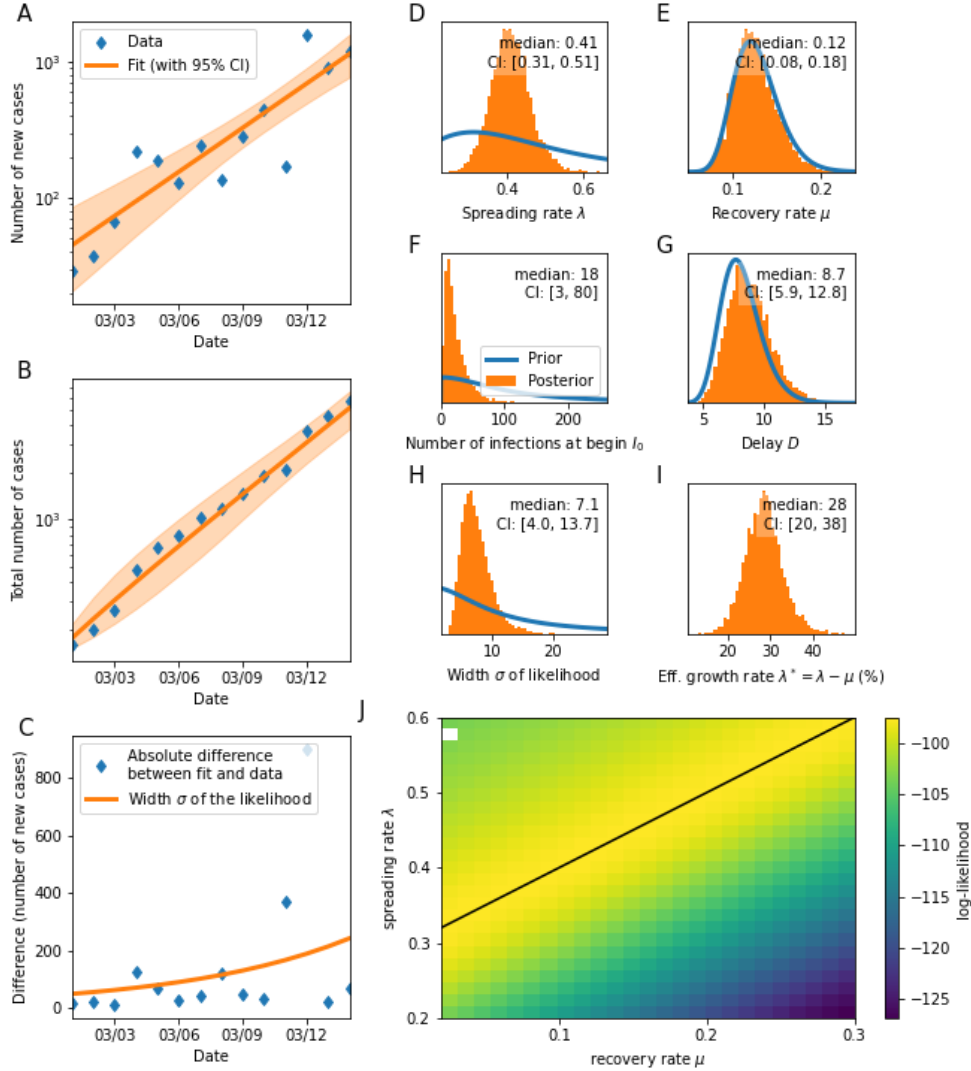 A
Data
Fit (with 95% CI)
Number of new cases
10³
10²
03/03
03/06
03/09
03/12
Date
B
Total number of cases
10³
03/03
03/06
03/09
03/12
Date
C
Absolute difference
between fit and data
Width σ of the likelihood
Difference (number of new cases)
800
600
400
200
0
03/03
03/06
03/09
03/12
Date
D
median: 0.41
CI: [0.31, 0.51]
0.4
0.6
Spreading rate λ
E
median: 0.12
CI: [0.08, 0.18]
0.1
0.2
Recovery rate μ
F
median: 18
CI: [3, 80]
Prior
Posterior
0
100
200
Number of infections at begin I₀
G
median: 8.7
CI: [5.9, 12.8]
5
10
15
Delay D
H
median: 7.1
CI: [4.0, 13.7]
10
20
Width σ of likelihood
I
median: 28
CI: [20, 38]
20
30
40
Eff. growth rate λ* = λ − μ (%)
J
0.6
0.5
0.4
0.3
0.2
spreading rate λ
0.1
0.2
0.3
recovery rate μ
−100
−105
−110
−115
−120
−125
log-likelihood